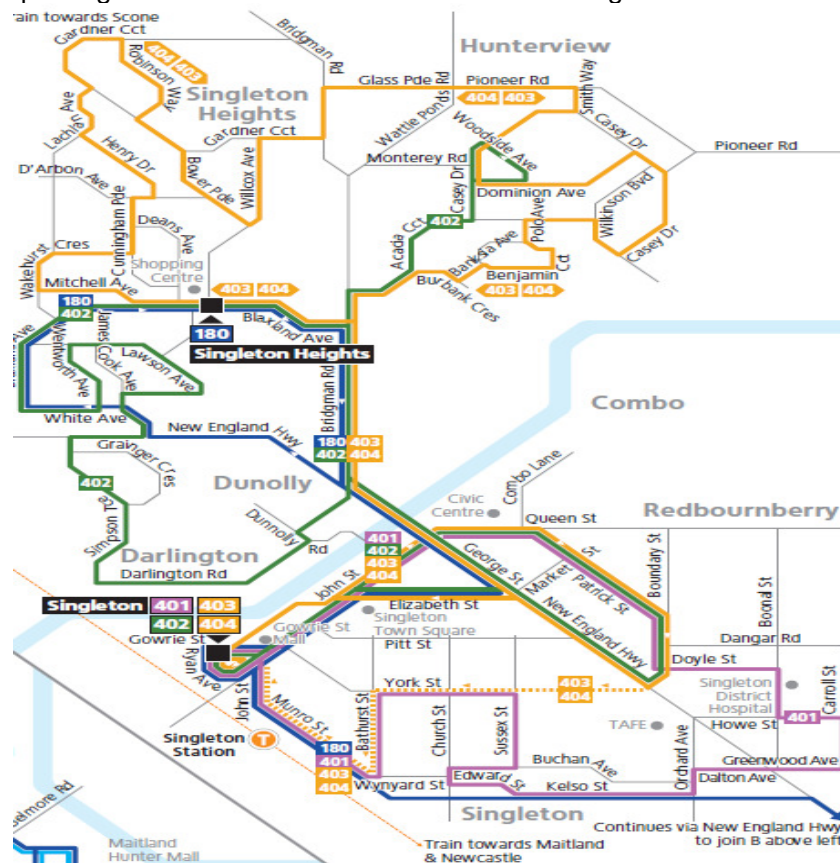 rain towards Scone
Gardner Cct
Robinson Way
404 403
Bridgman Rd
Hunterview
Singleton
Heights
Glass Pde
Pioneer Rd
404 403
Smith Way
Casey Dr
Wattle Ponds Rd
Lachlan Ave
Henry Dr
Gardner Cct
Bower Pde
Willcox Ave
Woodside Ave
Monterey Rd
Pioneer Rd
D'Arbon Ave
Casey Dr
Dominion Ave
Wilkinson Bvd
402
Deans Ave
Cunningham Pde
Acada Cct
Polo Ave
Banksia Ave
Casey Dr
Wakehurst Cres
Shopping
Centre
Mitchell Ave
403 404
Benjamin Cct
Burbank Cres
403 404
180
402
Blaxland Ave
180
Singleton Heights
Wentworth Ave
James Cook Ave
Lawson Ave
Bridgman Rd
White Ave
New England Hwy
Combo
180 403
402 404
Grainger Cres
402
Dunolly
Combo Lane
Civic
Centre
Redbournberry
Simpson Tce
Queen St
Dunnolly Rd
401
402
403
404
Darlington
Darlington Rd
John St
George St
Market St
Patrick St
Boundary St
Boonal St
New England Hwy
Singleton 401 403
402 404
Elizabeth St
Singleton
Town Square
Gowrie St
Gowrie St
Mall
Pitt St
Dangar Rd
Doyle St
Ryan Ave
York St
403
404
Singleton
District
Hospital
Carroll St
John St
Munro St
Bathurst St
Church St
Sussex St
TAFE
Howe St
401
Singleton
Station
T
180
401
403
404
Orchard Ave
Buchan Ave
Greenwood Ave
Wynyard St
Edward St
Kelso St
Dalton Ave
Singleton
Continues via New England Hwy
to join B above left
elmore Rd
Maitland
Hunter Mall
Train towards Maitland
& Newcastle